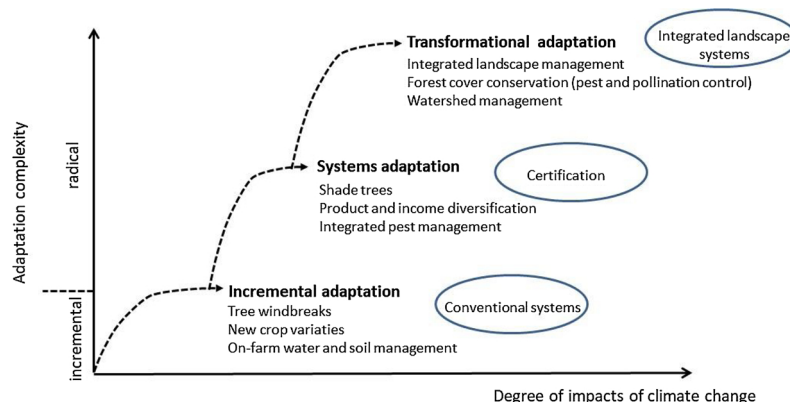 Transformational adaptation
Integrated landscape management
Forest cover conservation (pest and pollination control)
Watershed management
Integrated landscape
systems
Systems adaptation
Shade trees
Product and income diversification
Integrated pest management
Certification
Incremental adaptation
Tree windbreaks
New crop variaties
On-farm water and soil management
Conventional systems
Adaptation complexity
radical
incremental
Degree of impacts of climate change